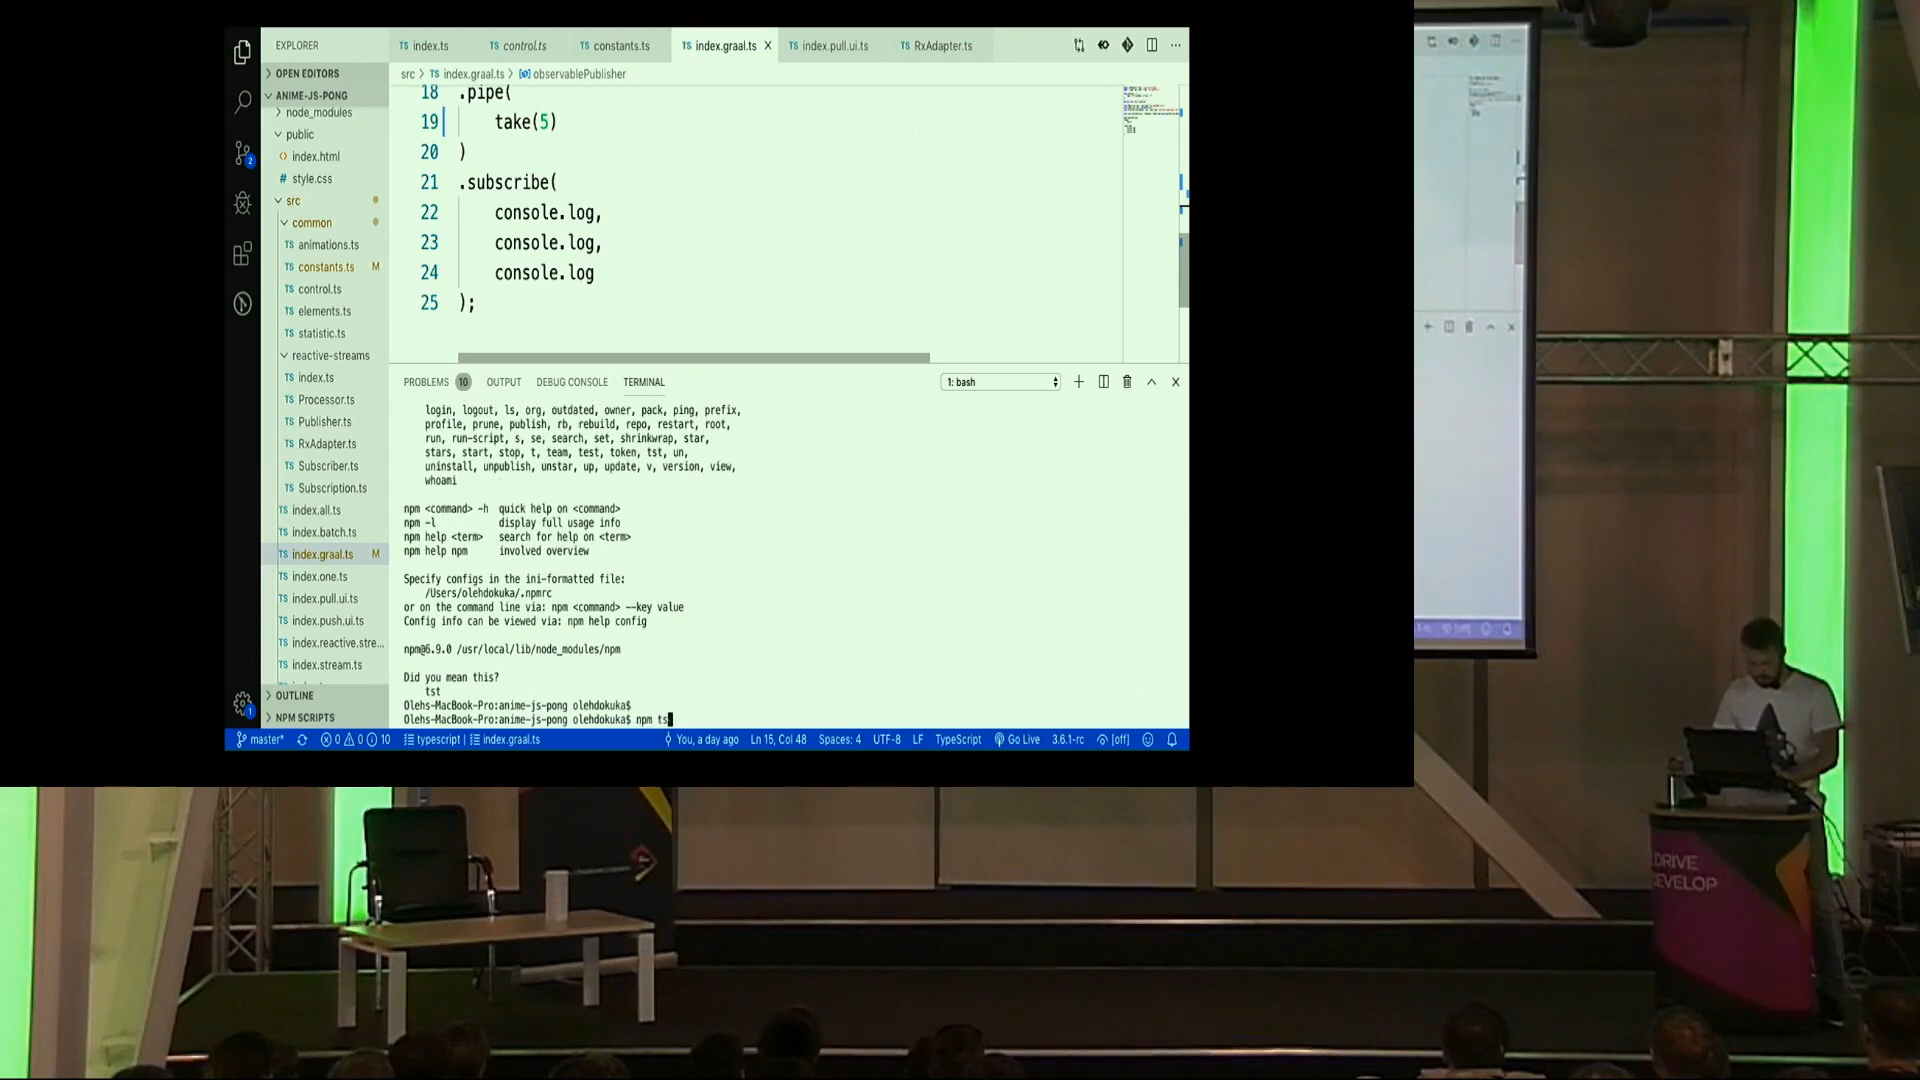 EXPLORER
index.ts
control.ts
constants.ts
index.graal.ts
index.pull.ui.ts
RxAdapter.ts
OPEN EDITORS
src
index.graal.ts
observablePublisher
ANIME-JS-PONG
node_modules
public
index.html
style.css
src
common
animations.ts
constants.ts M
control.ts
elements.ts
statistic.ts
reactive-streams
index.ts
Processor.ts
Publisher.ts
RxAdapter.ts
Subscriber.ts
Subscription.ts
index.all.ts
index.batch.ts
index.graal.ts M
index.one.ts
index.pull.ui.ts
index.push.ui.ts
index.reactive.stre...
index.stream.ts
OUTLINE
NPM SCRIPTS
18 .pipe(
19 take(5)
20 )
21 .subscribe(
22 console.log,
23 console.log,
24 console.log
25 );
PROBLEMS 10 OUTPUT DEBUG CONSOLE TERMINAL
1: bash
login, logout, ls, org, outdated, owner, pack, ping, prefix,
profile, prune, publish, rb, rebuild, repo, restart, root,
run, run-script, s, se, search, set, shrinkwrap, star,
stars, start, stop, t, team, test, token, tst, un,
uninstall, unpublish, unstar, up, update, v, version, view,
whoami
npm <command> -h quick help on <command>
npm -l display full usage info
npm help <term> search for help on <term>
npm help npm involved overview
Specify configs in the ini-formatted file:
/Users/olehdokuka/.npmrc
or on the command line via: npm <command> --key value
Config info can be viewed via: npm help config
npm@6.9.0 /usr/local/lib/node_modules/npm
Did you mean this?
tst
Olehs-MacBook-Pro:anime-js-pong olehdokuka$
Olehs-MacBook-Pro:anime-js-pong olehdokuka$ npm ts
master* 0 0 10 typescript | index.graal.ts You, a day ago Ln 15, Col 48 Spaces: 4 UTF-8 LF TypeScript Go Live 3.6.1-rc [off]
DRIVE
DEVELOP